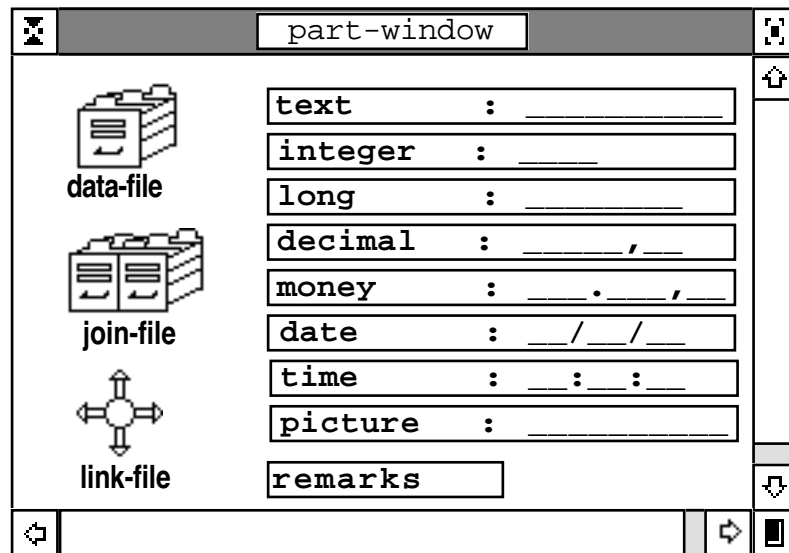 part-window
data-file
join-file
link-file
text : __________
integer : ____
long : ________
decimal : _____,__
money : ___.___,__
date : __/__/__
time : __:__:__
picture : __________
remarks